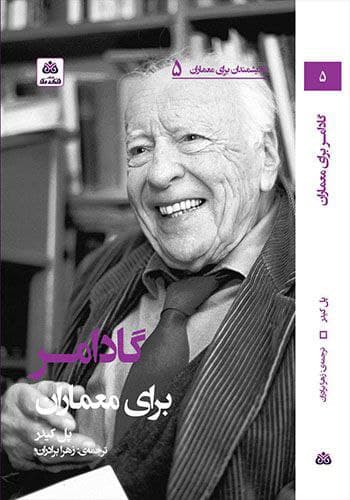 اندیشمندان برای معماران ۵
گادامر
برای معماران
پل کیدر
ترجمه‌ی: زهرا برادران
۵
گادامر برای معماران
پل کیدر
ترجمه‌ی: زهرا برادران